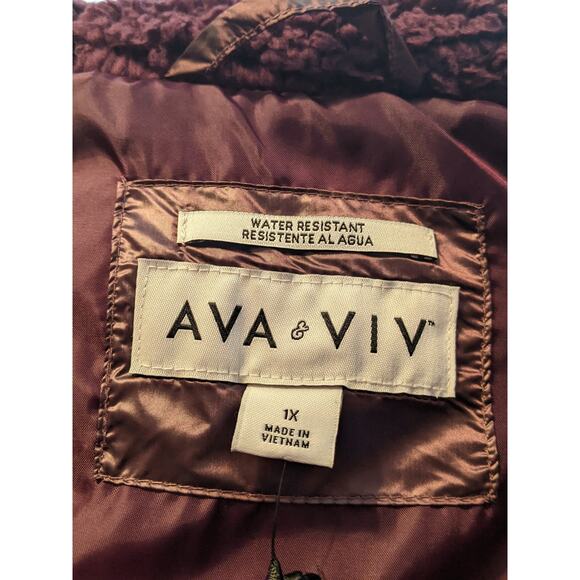 WATER RESISTANT
RESISTENTE AL AGUA
AVA & VIV™
1X
MADE IN
VIETNAM